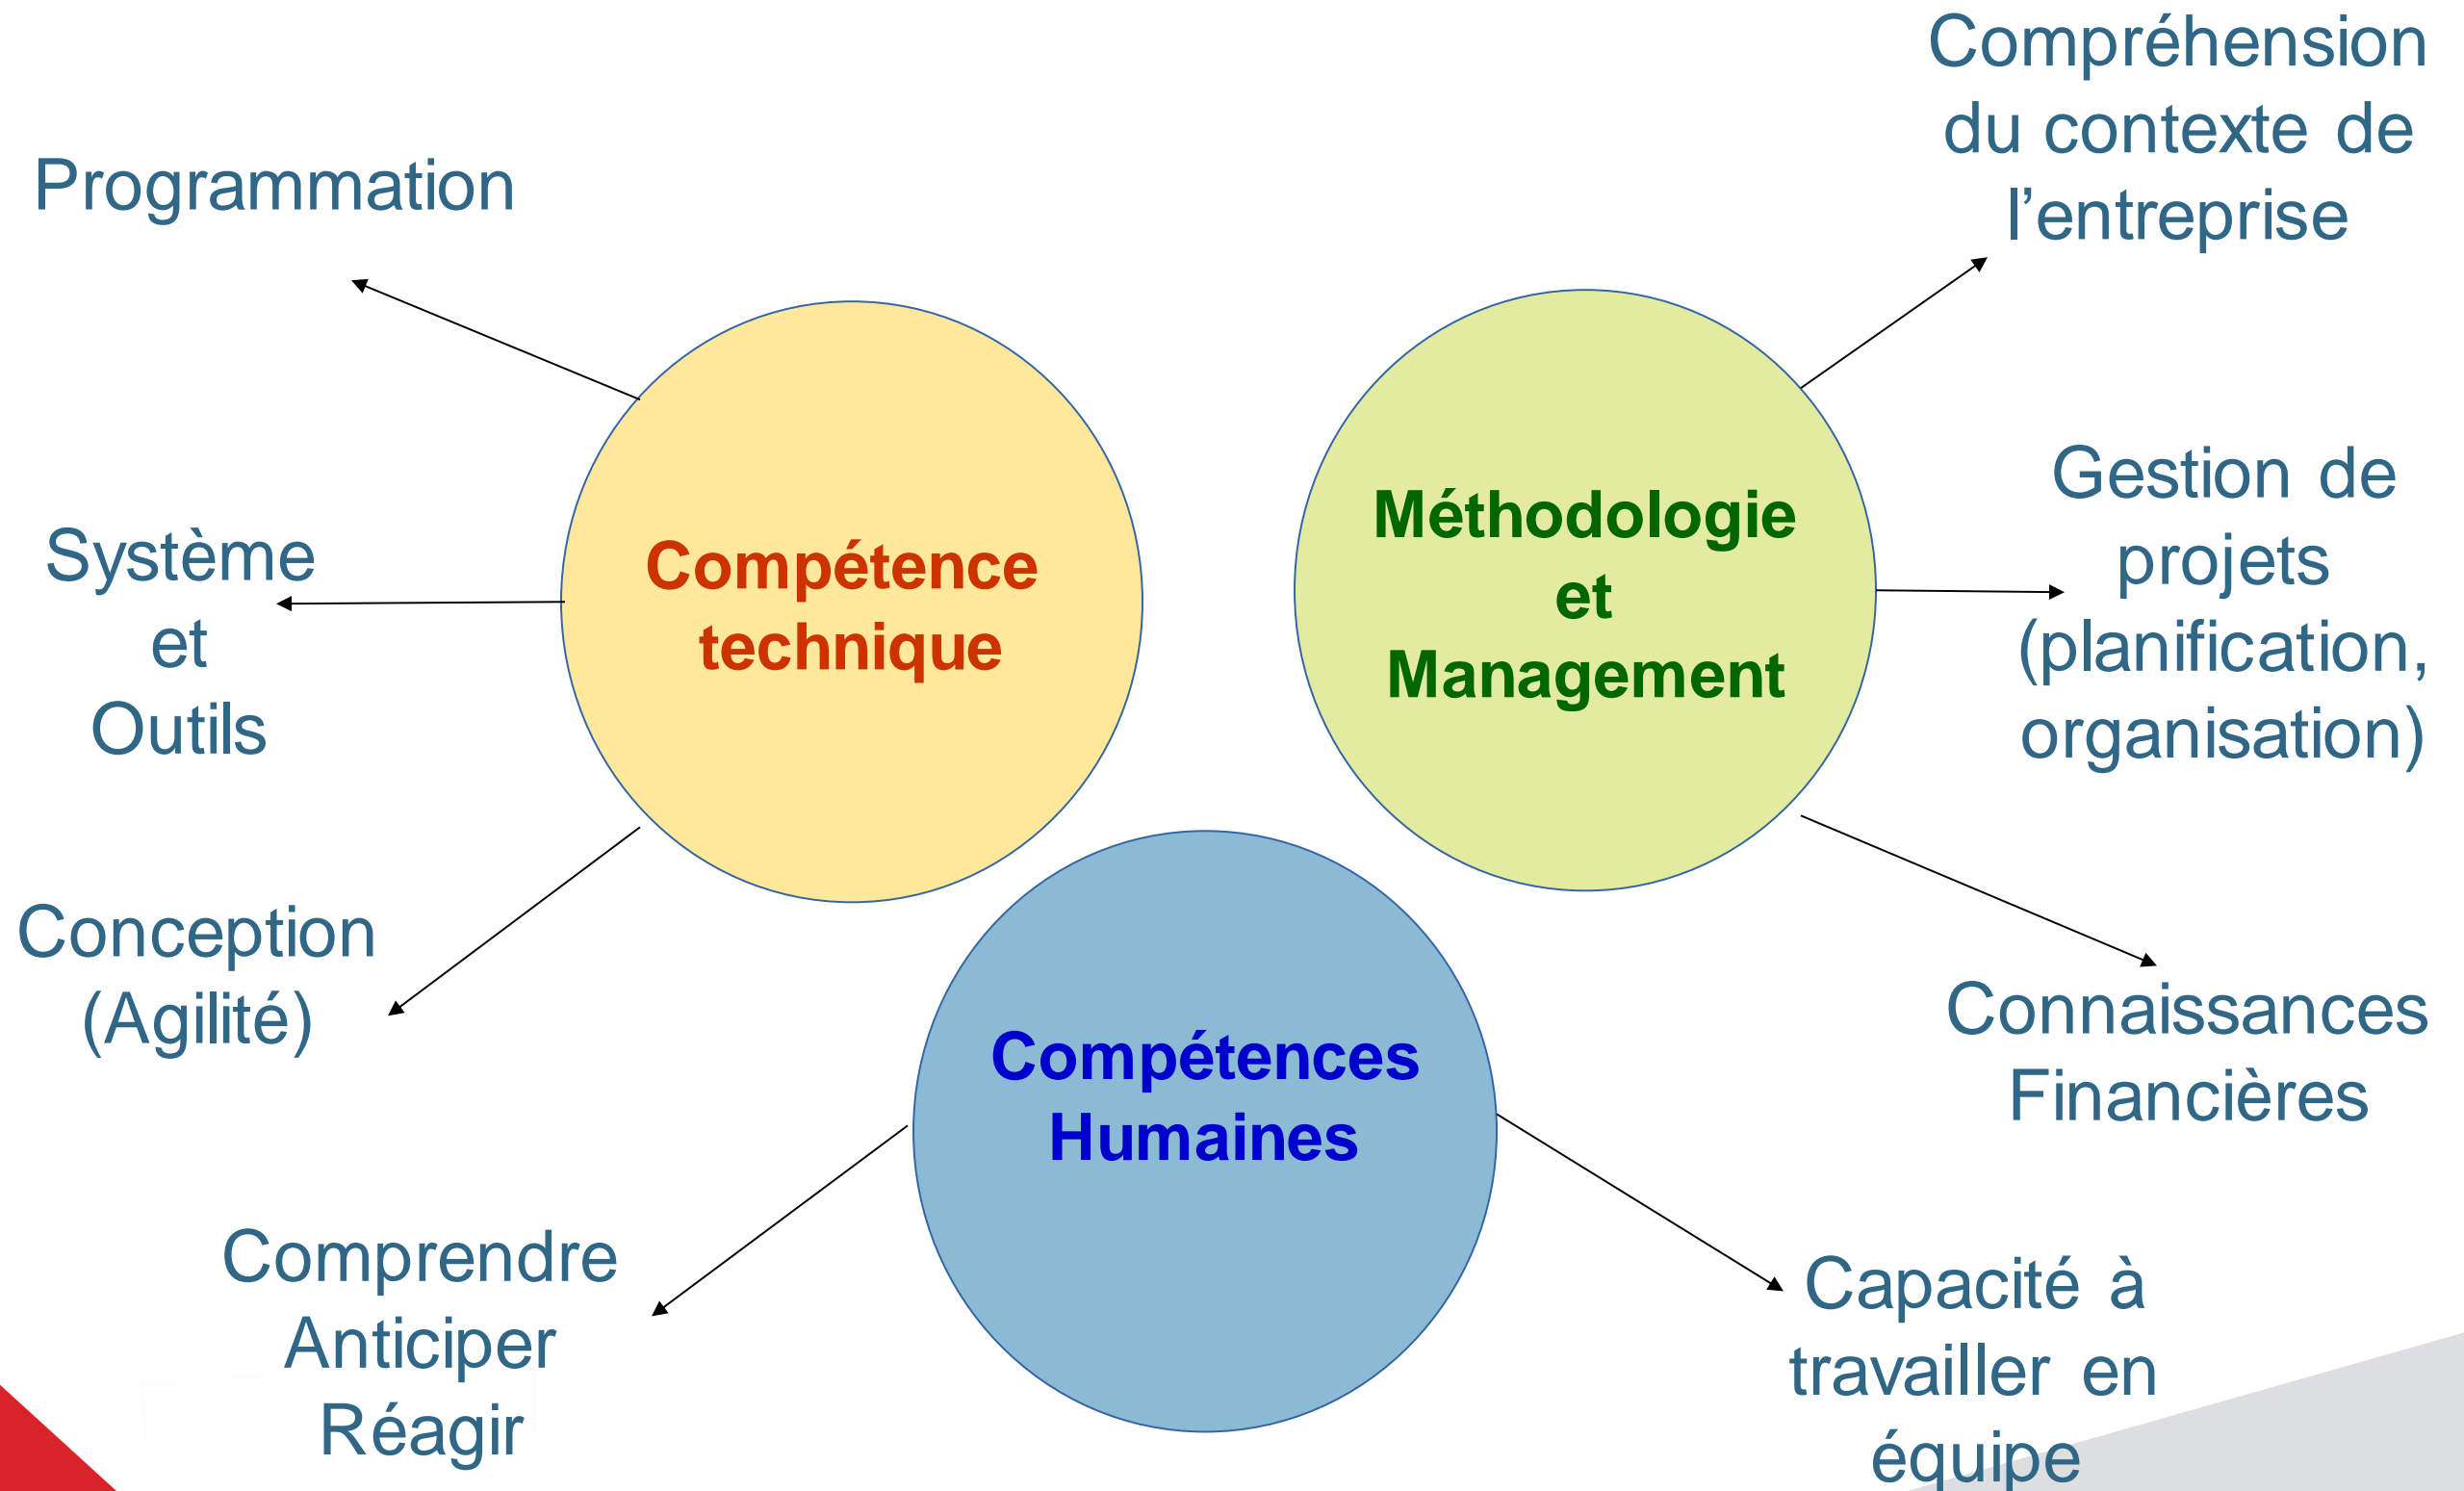 Programmation
Système
et
Outils
Conception
(Agilité)
Compétence
technique
Méthodologie
et
Management
Compréhension
du contexte de
l’entreprise
Gestion de
projets
(planification,
organisation)
Connaissances
Financières
Compétences
Humaines
Comprendre
Anticiper
Réagir
Capacité à
travailler en
équipe